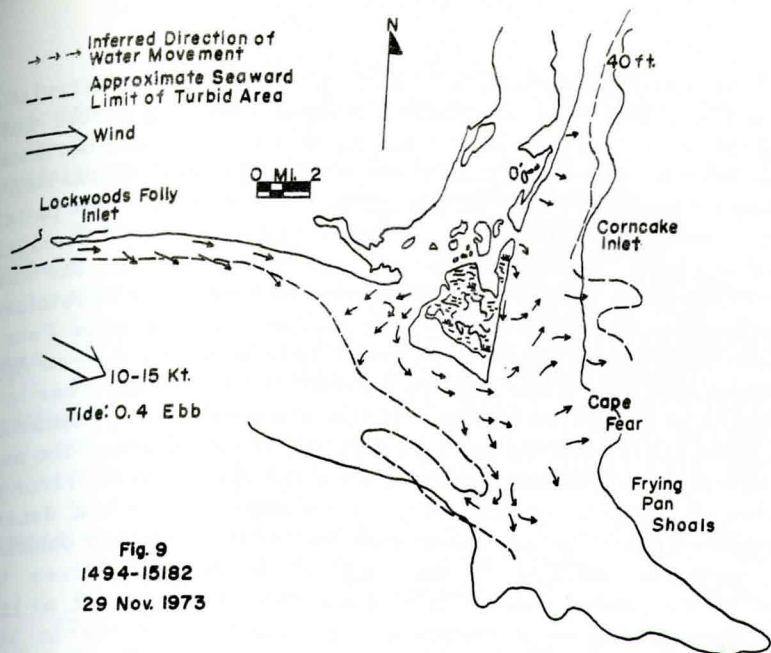 Inferred Direction of
Water Movement
Approximate Seaward
Limit of Turbid Area
Wind
N
40 ft.
0 MI. 2
Lockwoods Folly
Inlet
Corncake
Inlet
10-15 Kt.
Tide: 0.4 Ebb
Cape
Fear
Frying
Pan
Shoals
Fig. 9
1494-15182
29 Nov. 1973